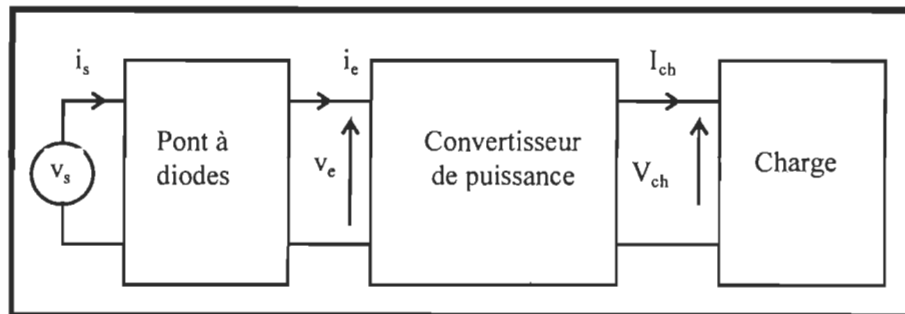 i_s
i_e
I_ch
v_s
Pont à
diodes
v_e
Convertisseur
de puissance
V_ch
Charge